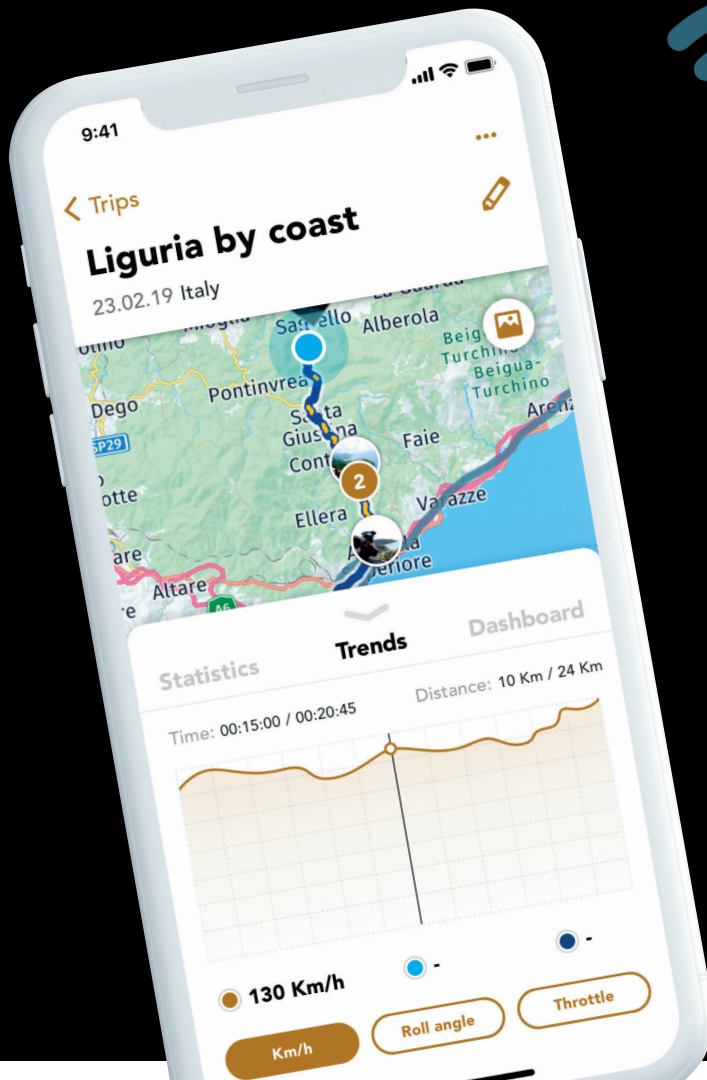 9:41
Trips
Liguria by coast
23.02.19 Italy
Alberola
Beigua-
Turchino
Pontinvrea
Dego
SP29
Faie
2
Ellera
Varazze
Altare
A6
Statistics
Trends
Dashboard
Time: 00:15:00 / 00:20:45
Distance: 10 Km / 24 Km
130 Km/h
-
-
Km/h
Roll angle
Throttle